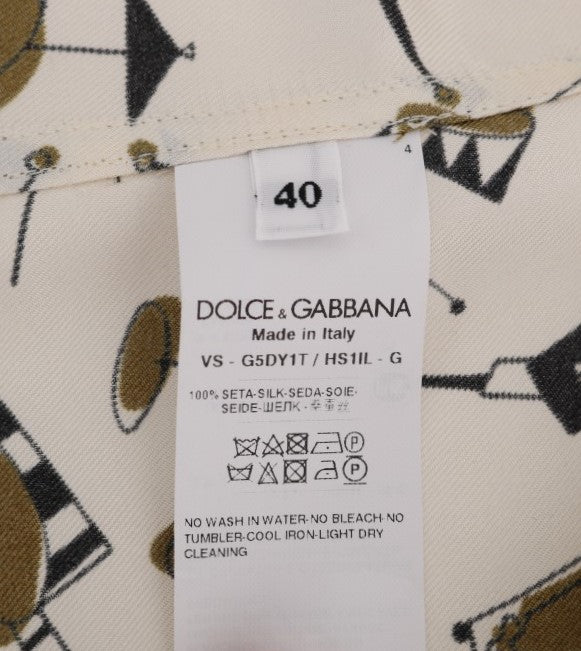 4
40
DOLCE & GABBANA
Made in Italy
VS - G5DY1T / HS1IL - G
100% SETA-SILK-SEDA-SOIE-
SEIDE-ШЕЛК -
P
P
NO WASH IN WATER-NO BLEACH-NO
TUMBLER-COOL IRON-LIGHT DRY
CLEANING